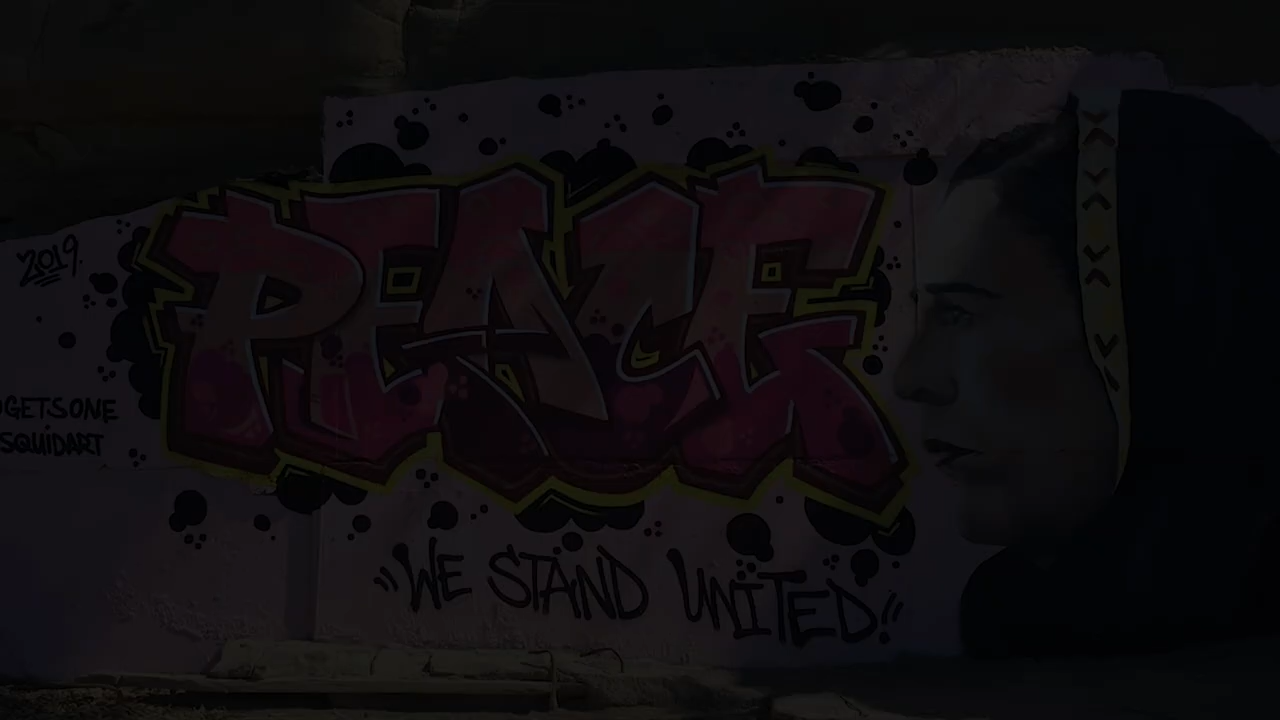 2019.
PEACE
GETSONE
SQUIDART
"WE STAND UNITED!"